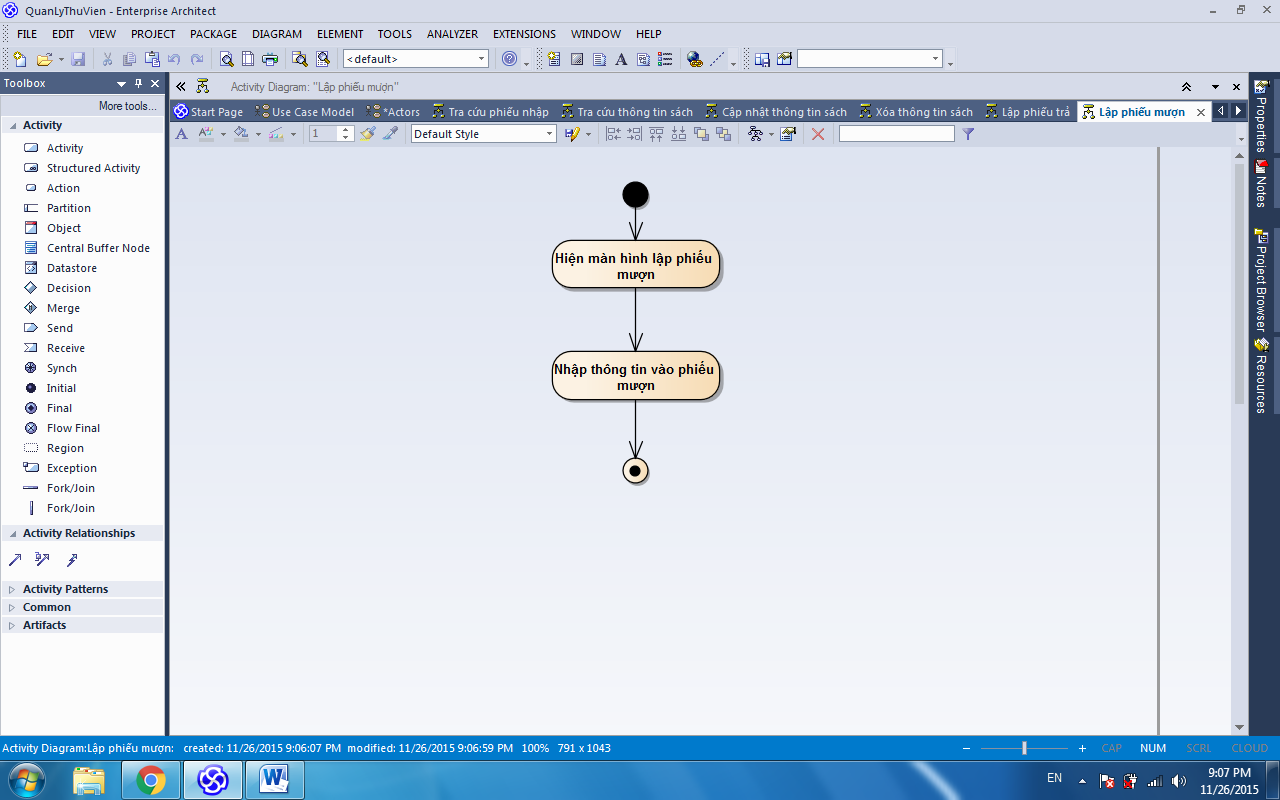 QuanLyThuVien - Enterprise Architect
FILE EDIT VIEW PROJECT PACKAGE DIAGRAM ELEMENT TOOLS ANALYZER EXTENSIONS WINDOW HELP
<default>
Toolbox
More tools...
Activity
Activity
Structured Activity
Action
Partition
Object
Central Buffer Node
Datastore
Decision
Merge
Send
Receive
Synch
Initial
Final
Flow Final
Region
Exception
Fork/Join
Fork/Join
Activity Relationships
Activity Patterns
Common
Artifacts
Activity Diagram: "Lập phiếu mượn"
Start Page Use Case Model *Actors Tra cứu phiếu nhập Tra cứu thông tin sách Cập nhật thông tin sách Xóa thông tin sách Lập phiếu trả Lập phiếu mượn
1 Default Style
Hiện màn hình lập phiếu
mượn
Nhập thông tin vào phiếu
mượn
Properties
Notes
Project Browser
Resources
Activity Diagram:Lập phiếu mượn: created: 11/26/2015 9:06:07 PM modified: 11/26/2015 9:06:59 PM 100% 791 x 1043
CAP NUM SCRL CLOUD
EN
9:07 PM
11/26/2015